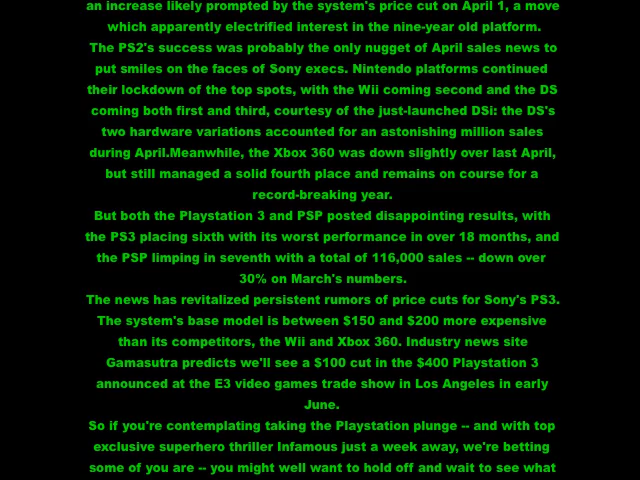 an increase likely prompted by the system's price cut on April 1, a move
which apparently electrified interest in the nine-year old platform.
The PS2's success was probably the only nugget of April sales news to
put smiles on the faces of Sony execs. Nintendo platforms continued
their lockdown of the top spots, with the Wii coming second and the DS
coming both first and third, courtesy of the just-launched DSi: the DS's
two hardware variations accounted for an astonishing million sales
during April.Meanwhile, the Xbox 360 was down slightly over last April,
but still managed a solid fourth place and remains on course for a
record-breaking year.
But both the Playstation 3 and PSP posted disappointing results, with
the PS3 placing sixth with its worst performance in over 18 months, and
the PSP limping in seventh with a total of 116,000 sales -- down over
30% on March's numbers.
The news has revitalized persistent rumors of price cuts for Sony's PS3.
The system's base model is between $150 and $200 more expensive
than its competitors, the Wii and Xbox 360. Industry news site
Gamasutra predicts we'll see a $100 cut in the $400 Playstation 3
announced at the E3 video games trade show in Los Angeles in early
June.
So if you're contemplating taking the Playstation plunge -- and with top
exclusive superhero thriller Infamous just a week away, we're betting
some of you are -- you might well want to hold off and wait to see what